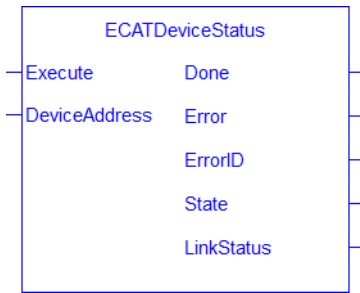 ECATDeviceStatus
Execute Done
DeviceAddress Error
ErrorID
State
LinkStatus